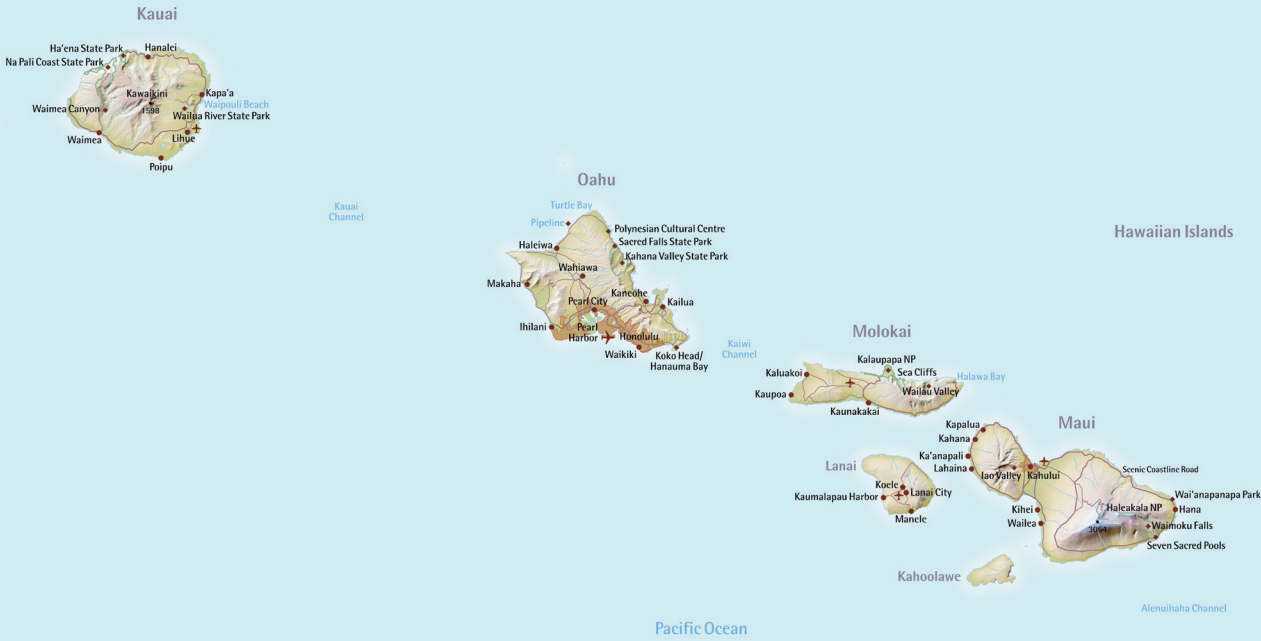 Kauai
Ha'ena State Park
Hanalei
Na Pali Coast State Park
Kawaikini
1598
Kapa'a
Waipouli Beach
Waimea Canyon
Wailua River State Park
Waimea
Lihue
Poipu
Kauai
Channel
Oahu
Turtle Bay
Pipeline
Polynesian Cultural Centre
Sacred Falls State Park
Haleiwa
Kahana Valley State Park
Wahiawa
Makaha
Kaneohe
Kailua
Pearl City
Ihilani
Pearl
Harbor
Honolulu
Waikiki
Koko Head/
Hanauma Bay
Hawaiian Islands
Kaiwi
Channel
Molokai
Kalaupapa NP
Kaluakoi
Sea Cliffs
Halawa Bay
Kaupoa
Wailau Valley
Kaunakakai
Maui
Kapalua
Kahana
Ka'anapali
Lahaina
Iao Valley
Kahului
Scenic Coastline Road
Lanai
Koele
Lanai City
Kaumalapau Harbor
Manele
Wai'anapanapa Park
Hana
Kihei
Haleakala NP
Wailea
3054
Waimoku Falls
Seven Sacred Pools
Kahoolawe
Alenuihaha Channel
Pacific Ocean